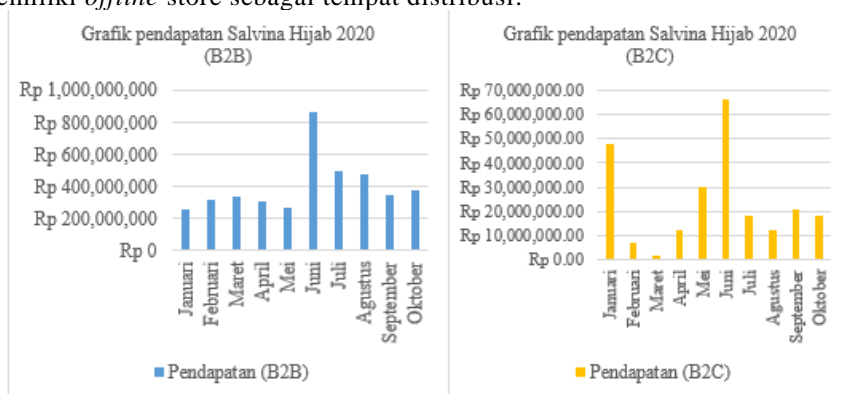 offline store sebagai tempat distribusi.
Grafik pendapatan Salvina Hijab 2020
(B2B)
Rp 1,000,000,000
Rp 800,000,000
Rp 600,000,000
Rp 400,000,000
Rp 200,000,000
Rp 0
Januari
Februari
Maret
April
Mei
Juni
Juli
Agustus
September
Oktober
Pendapatan (B2B)
Grafik pendapatan Salvina Hijab 2020
(B2C)
Rp 70,000,000.00
Rp 60,000,000.00
Rp 50,000,000.00
Rp 40,000,000.00
Rp 30,000,000.00
Rp 20,000,000.00
Rp 10,000,000.00
Rp 0.00
Januari
Februari
Maret
April
Mei
Juni
Juli
Agustus
September
Oktober
Pendapatan (B2C)